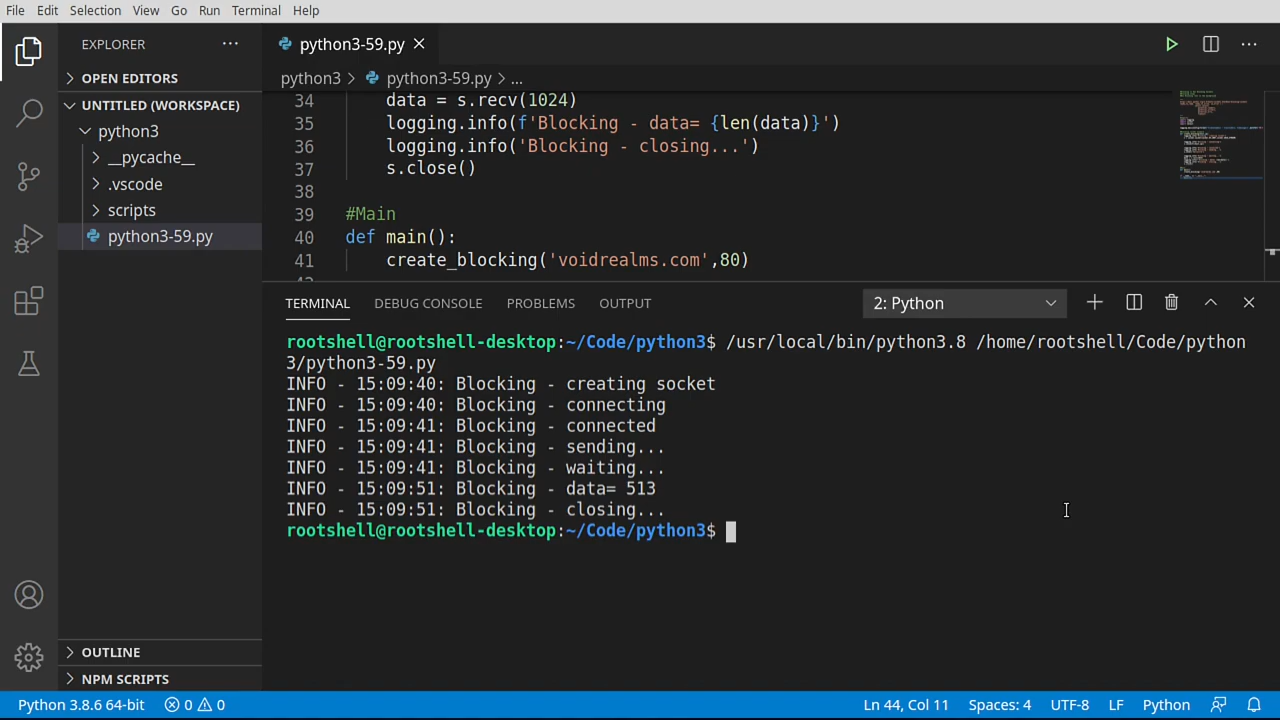 File Edit Selection View Go Run Terminal Help
EXPLORER ...
python3-59.py
OPEN EDITORS
UNTITLED (WORKSPACE)
python3
__pycache__
.vscode
scripts
python3-59.py
OUTLINE
NPM SCRIPTS
python3 > python3-59.py > ...
34 data = s.recv(1024)
35 logging.info(f'Blocking - data= {len(data)}')
36 logging.info('Blocking - closing...')
37 s.close()
38
39 #Main
40 def main():
41 create_blocking('voidrealms.com',80)
TERMINAL DEBUG CONSOLE PROBLEMS OUTPUT 2: Python
rootshell@rootshell-desktop:~/Code/python3$ /usr/local/bin/python3.8 /home/rootshell/Code/python
3/python3-59.py
INFO - 15:09:40: Blocking - creating socket
INFO - 15:09:40: Blocking - connecting
INFO - 15:09:41: Blocking - connected
INFO - 15:09:41: Blocking - sending...
INFO - 15:09:41: Blocking - waiting...
INFO - 15:09:51: Blocking - data= 513
INFO - 15:09:51: Blocking - closing...
rootshell@rootshell-desktop:~/Code/python3$
Python 3.8.6 64-bit 0 0 Ln 44, Col 11 Spaces: 4 UTF-8 LF Python